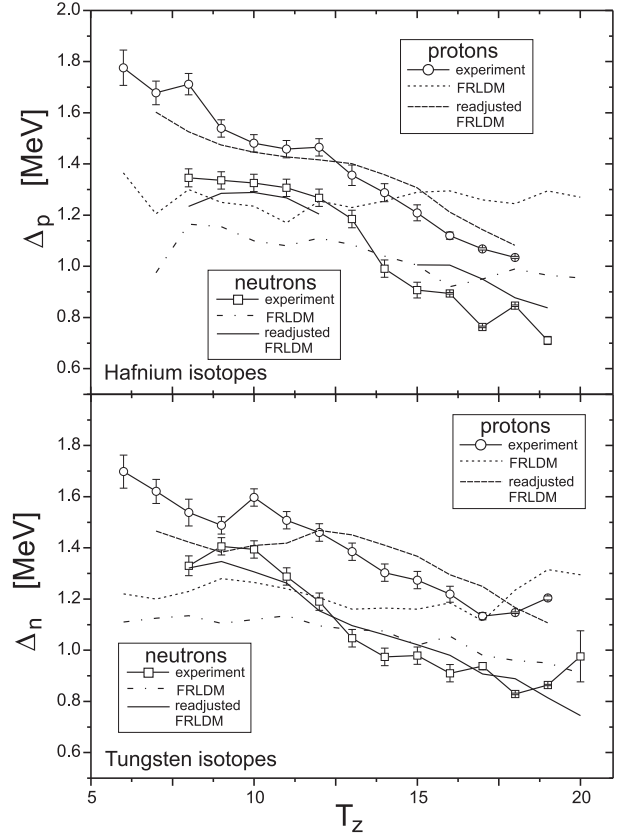 2.0
1.8
1.6
1.4
1.2
1.0
0.8
0.6
Δp [MeV]
protons
experiment
FRLDM
readjusted
FRLDM
neutrons
experiment
FRLDM
readjusted
FRLDM
Hafnium isotopes
1.8
1.6
1.4
1.2
1.0
0.8
0.6
Δn [MeV]
protons
experiment
FRLDM
readjusted
FRLDM
neutrons
experiment
FRLDM
readjusted
FRLDM
Tungsten isotopes
5 10 15 20
Tz